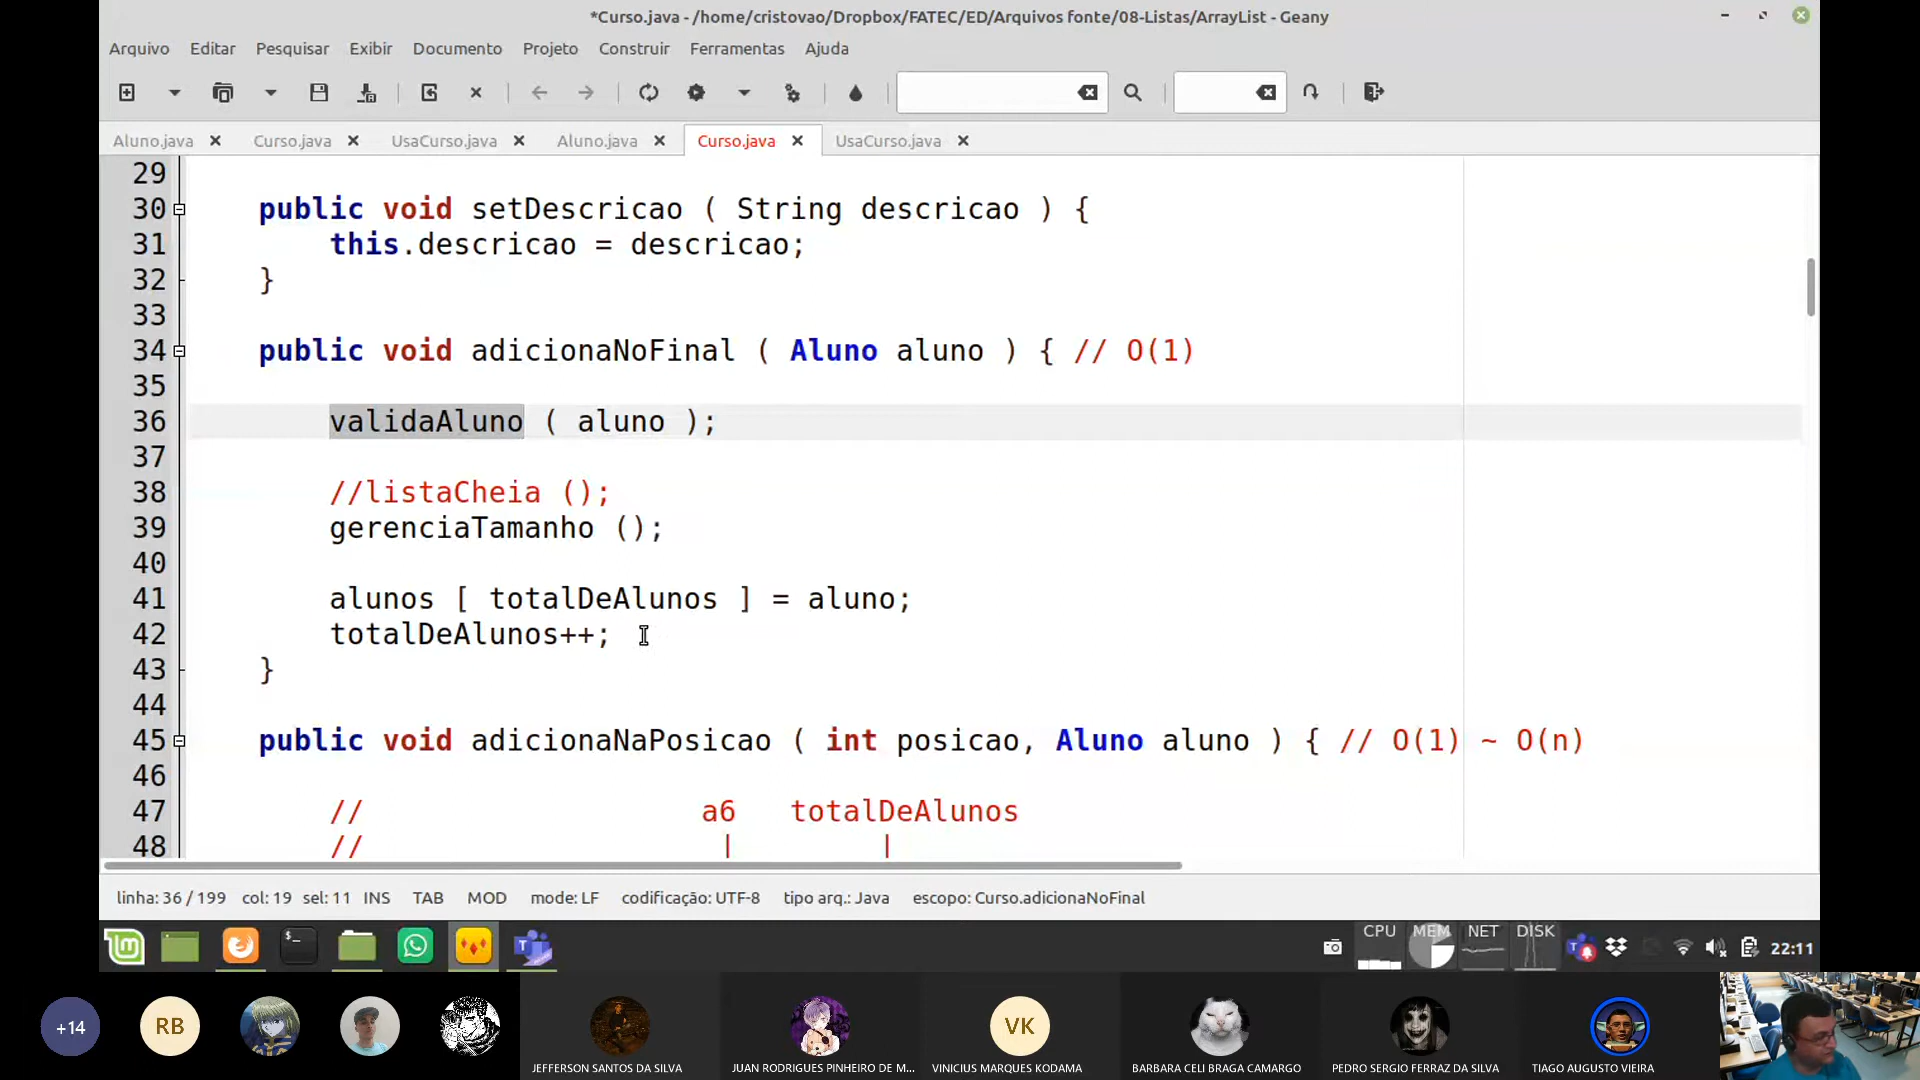 *Curso.java - /home/cristovao/Dropbox/FATEC/ED/Arquivos fonte/08-Listas/ArrayList - Geany
Arquivo Editar Pesquisar Exibir Documento Projeto Construir Ferramentas Ajuda
Aluno.java Curso.java UsaCurso.java Aluno.java Curso.java UsaCurso.java
29
30 public void setDescricao ( String descricao ) {
31 this.descricao = descricao;
32 }
33
34 public void adicionaNoFinal ( Aluno aluno ) { // O(1)
35
36 validaAluno ( aluno );
37
38 //listaCheia ();
39 gerenciaTamanho ();
40
41 alunos [ totalDeAlunos ] = aluno;
42 totalDeAlunos++;
43 }
44
45 public void adicionaNaPosicao ( int posicao, Aluno aluno ) { // O(1) ~ O(n)
46
47 // a6 totalDeAlunos
48 // | |
linha: 36 / 199 col: 19 sel: 11 INS TAB MOD mode: LF codificação: UTF-8 tipo arq.: Java escopo: Curso.adicionaNoFinal
CPU MEM NET DISK 22:11
+14 RB VK
JEFFERSON SANTOS DA SILVA JUAN RODRIGUES PINHEIRO DE M... VINICIUS MARQUES KODAMA BARBARA CELI BRAGA CAMARGO PEDRO SERGIO FERRAZ DA SILVA TIAGO AUGUSTO VIEIRA